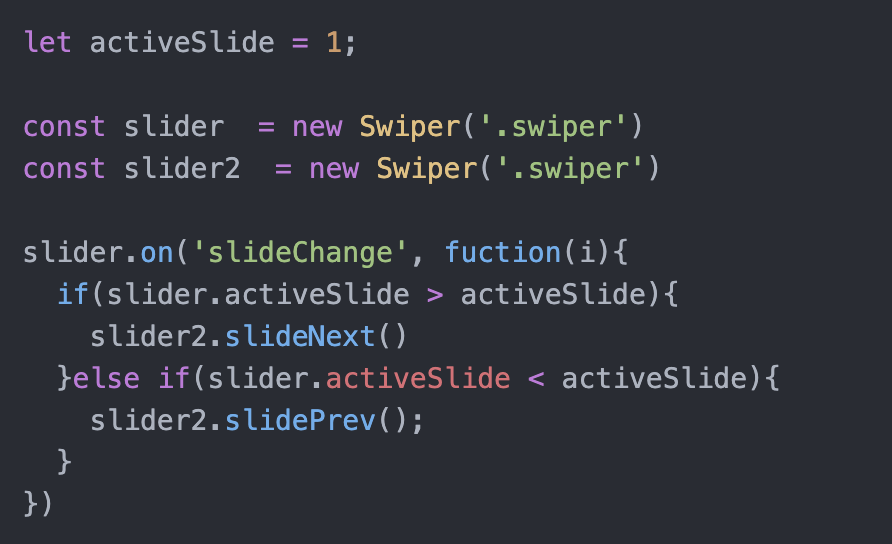 let activeSlide = 1;
const slider  = new Swiper('.swiper')
const slider2  = new Swiper('.swiper')
slider.on('slideChange', fuction(i){
  if(slider.activeSlide > activeSlide){
    slider2.slideNext()
  }else if(slider.activeSlide < activeSlide){
    slider2.slidePrev();
  }
})